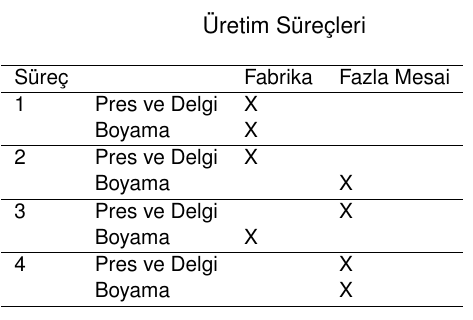 Üretim Süreçleri
Süreç Fabrika Fazla Mesai
1 Pres ve Delgi X
Boyama X
2 Pres ve Delgi X
Boyama X
3 Pres ve Delgi X
Boyama X
4 Pres ve Delgi X
Boyama X